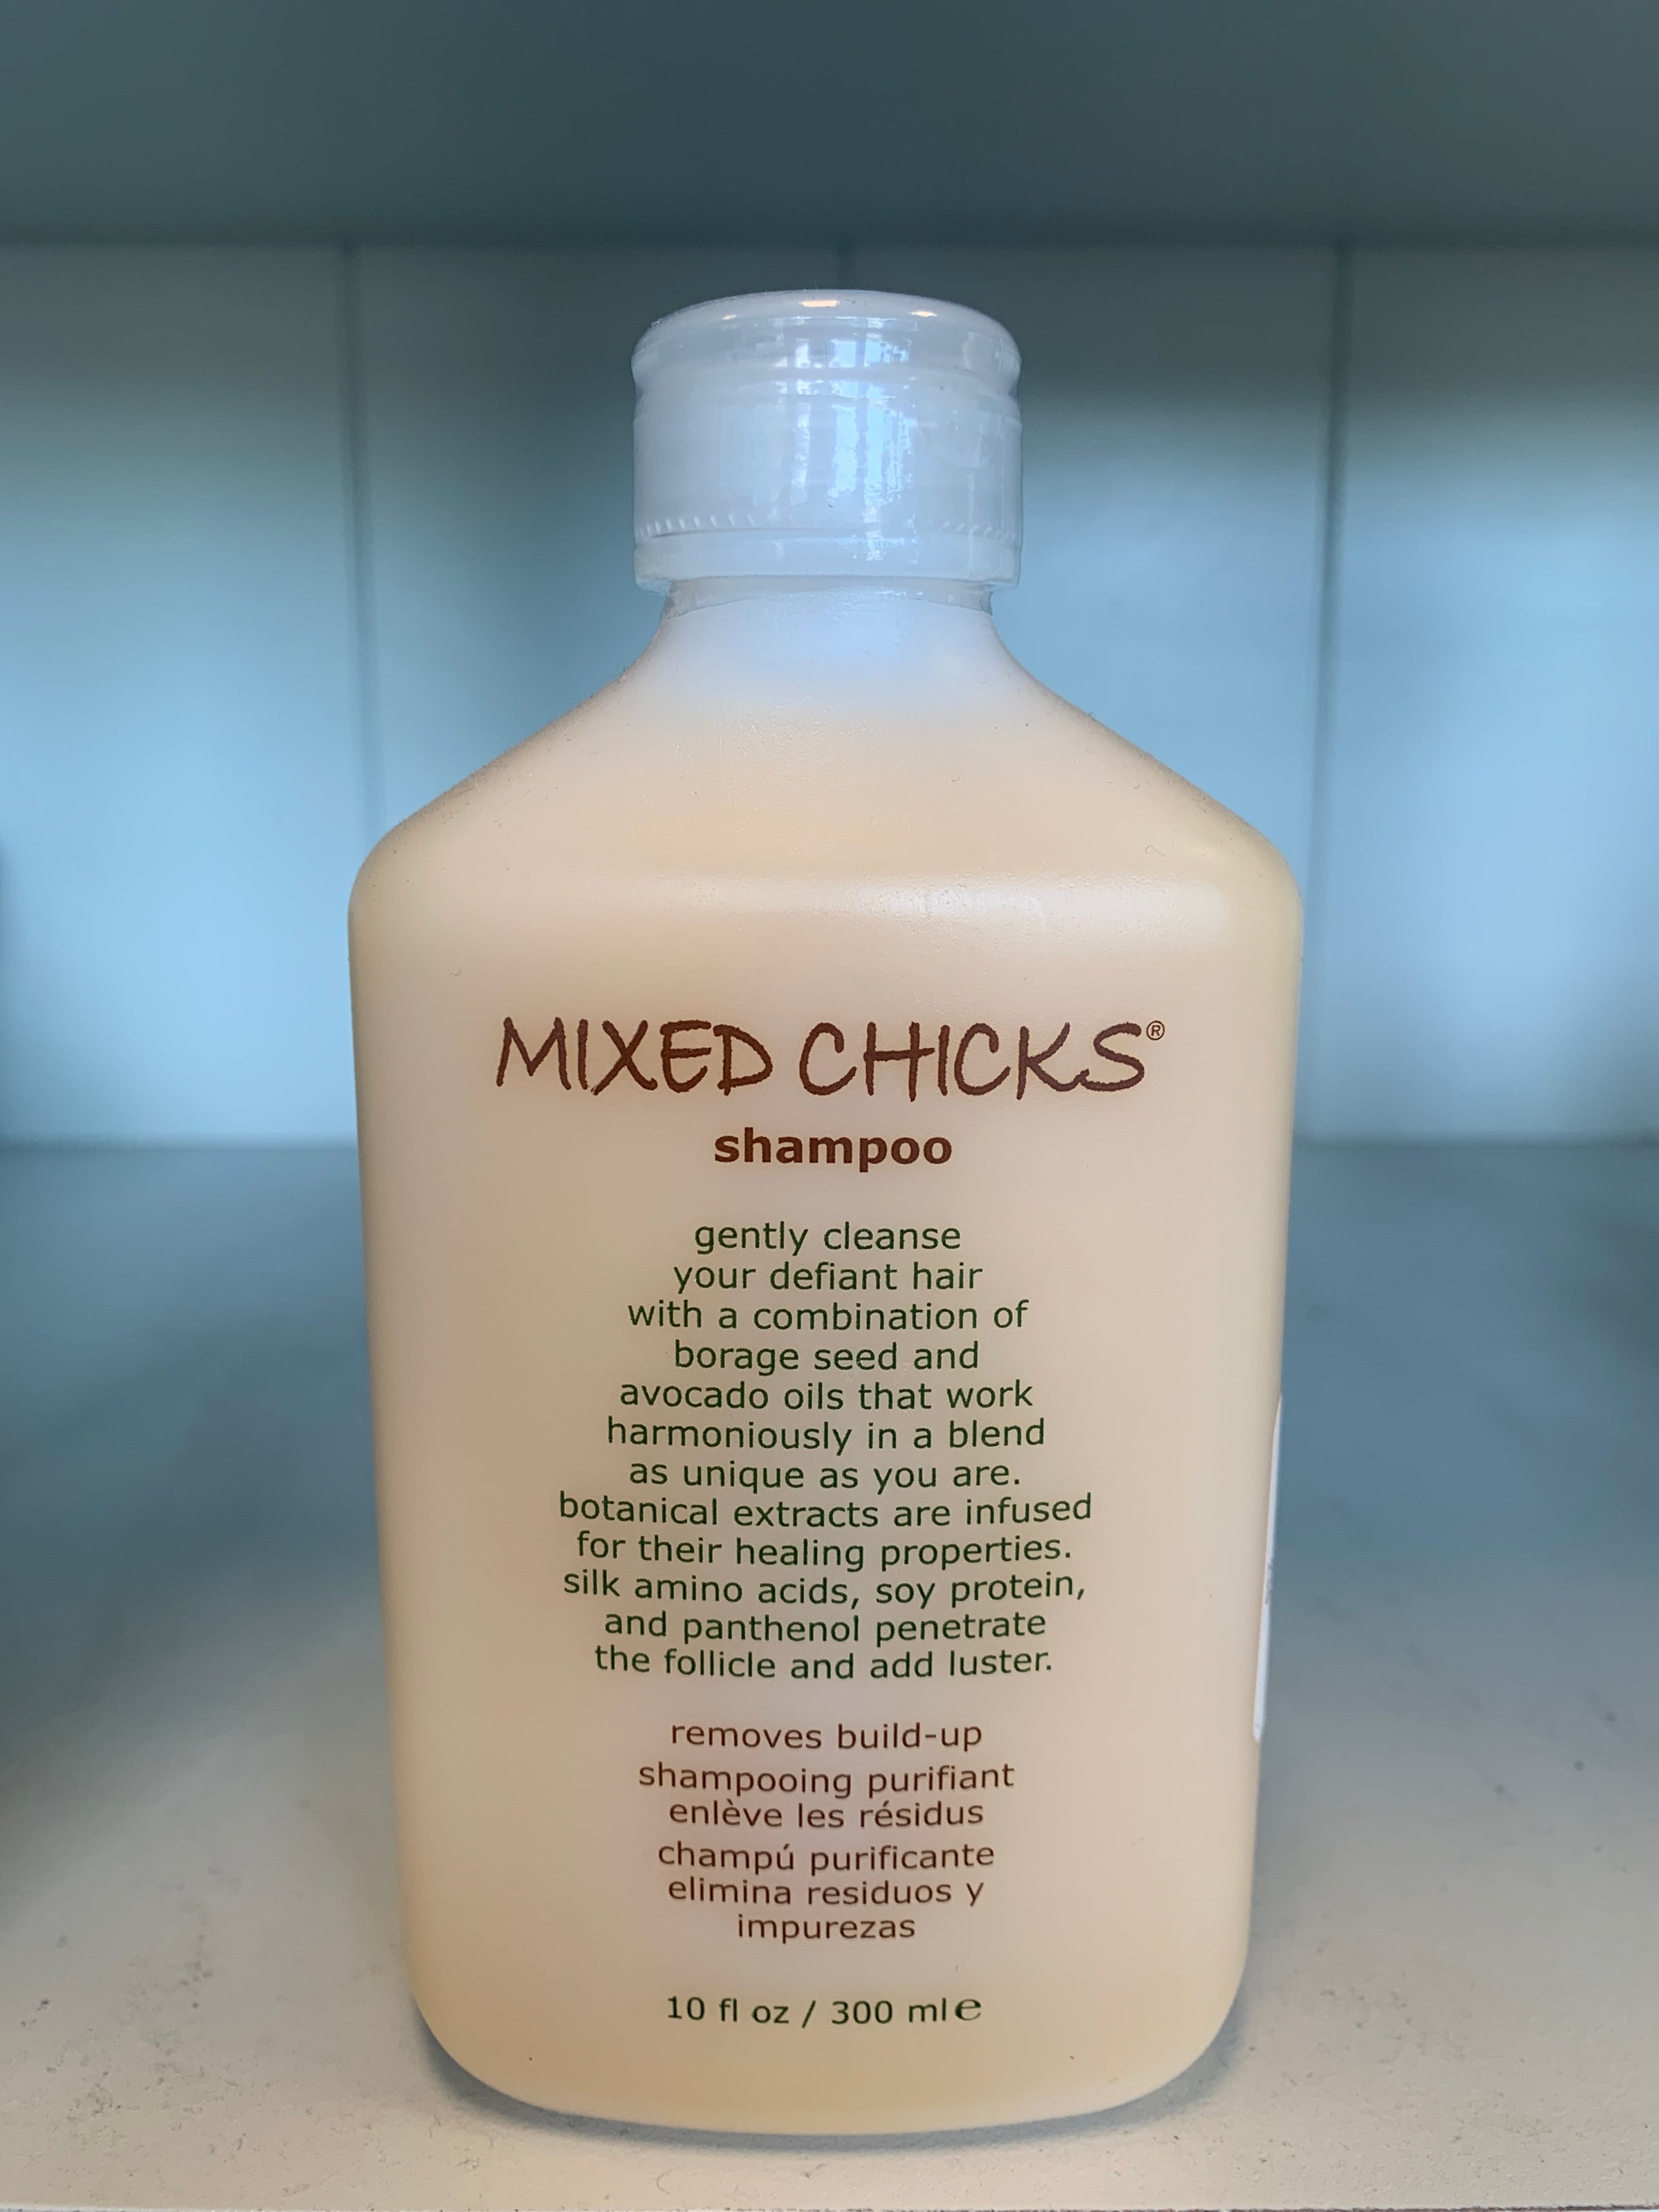 MIXED CHICKS®
shampoo
gently cleanse
your defiant hair
with a combination of
borage seed and
avocado oils that work
harmoniously in a blend
as unique as you are.
botanical extracts are infused
for their healing properties.
silk amino acids, soy protein,
and panthenol penetrate
the follicle and add luster.
removes build-up
shampooing purifiant
enlève les résidus
champú purificante
elimina residuos y
impurezas
10 fl oz / 300 ml ℮